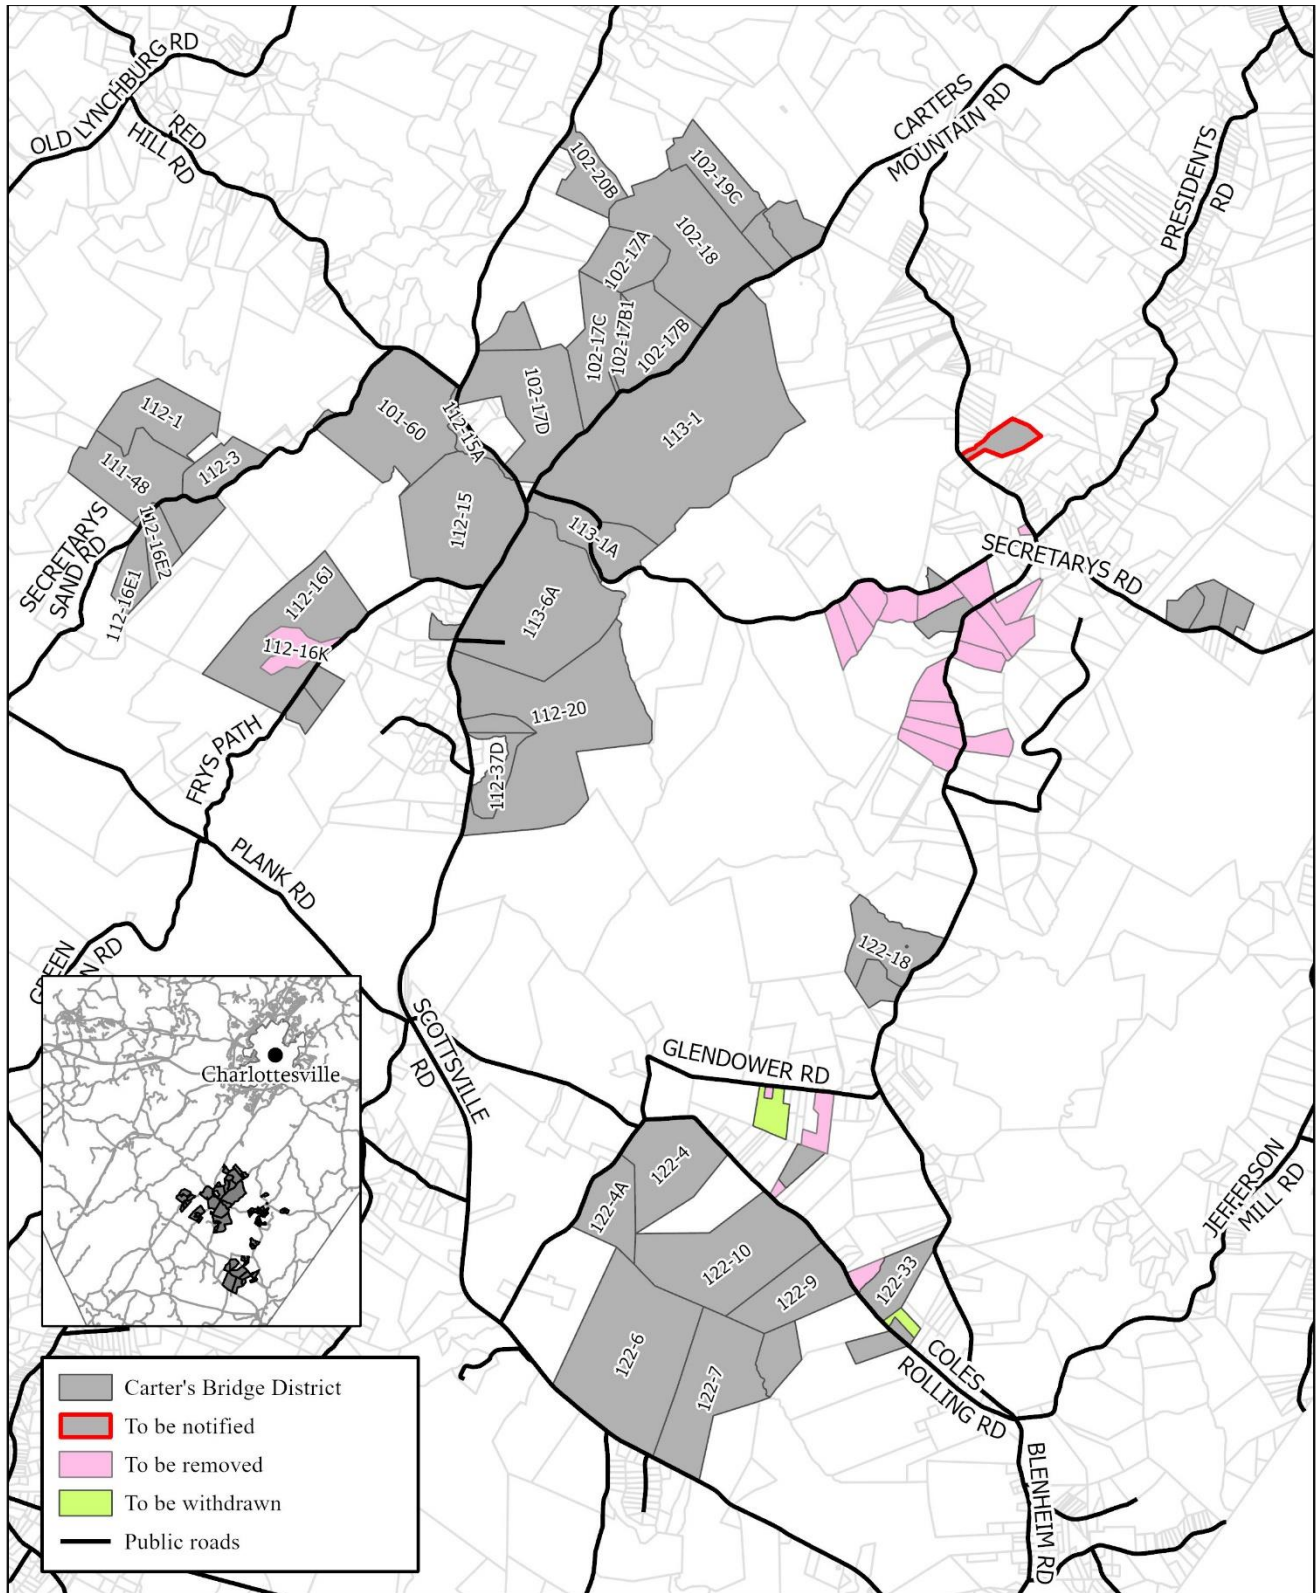 OLD LYNCHBURG RD
RED
HILL RD
CARTERS
MOUNTAIN RD
PRESIDENTS
RD
102-20B
102-19C
102-18
102-17A
102-17C
102-17B1
102-17B
102-17D
113-1
112-1
101-60
112-15A
111-48
112-3
112-15
113-1A
SECRETARYS RD
SECRETARYS
SAND RD
112-16E1
112-16E2
112-16J
112-16K
113-6A
112-20
112-37D
FRYS PATH
PLANK RD
GREEN
N RD
122-18
SCOTTSVILLE
RD
GLENDOWER RD
Charlottesville
122-4
122-4A
122-10
122-9
122-33
122-6
122-7
JEFFERSON
MILL RD
COLES
ROLLING RD
BLENHEIM RD
Carter's Bridge District
To be notified
To be removed
To be withdrawn
Public roads